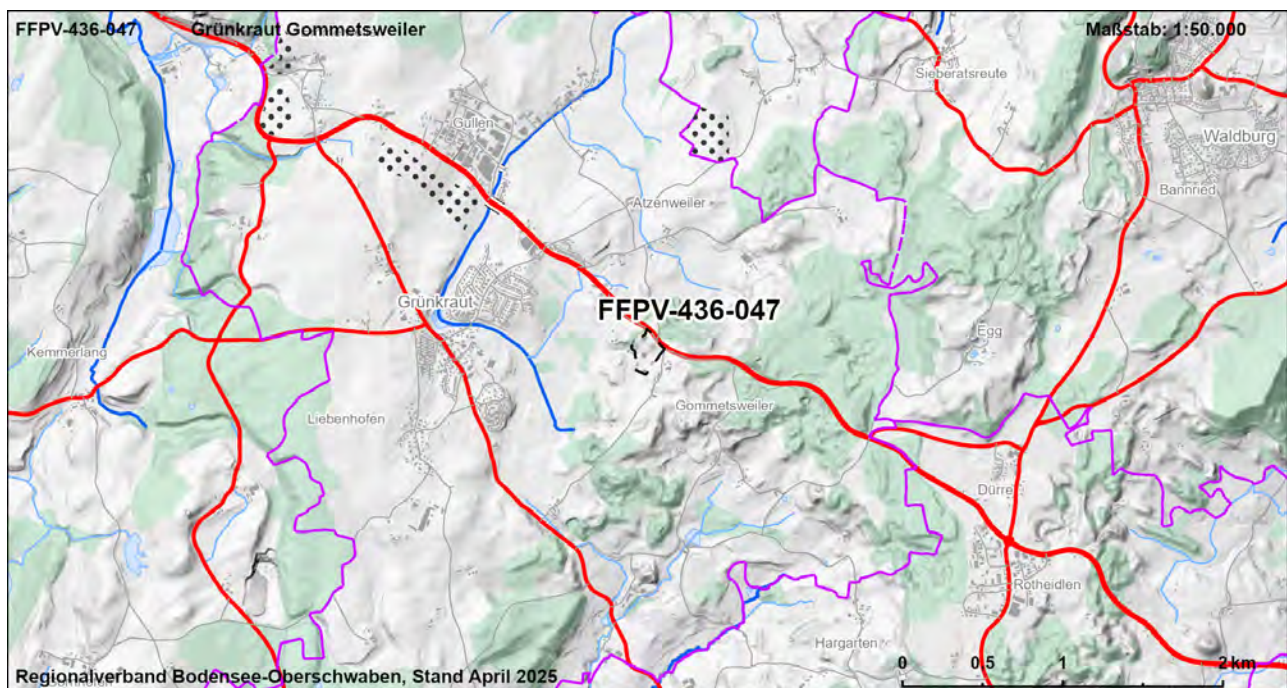 FFPV-436-047 Grünkraut Gommetsweiler Maßstab: 1:50.000
Sieberatsreute
Gullen
Waldburg
Bannried
Atzenweiler
Grünkraut
FFPV-436-047
Egg
Kemmerlang
Gommetsweiler
Liebenhofen
Dürre
Rotheidlen
Hargarten
0 0,5 1 2 km
Regionalverband Bodensee-Oberschwaben, Stand April 2025